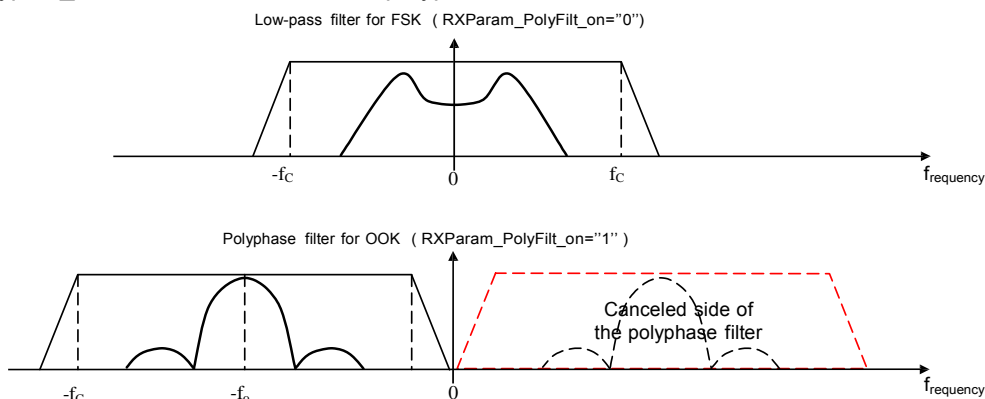 Low-pass filter for FSK ( RXParam_PolyFilt_on=''0'')
-fC 0 fC frequency
Polyphase filter for OOK ( RXParam_PolyFilt_on=''1'' )
Canceled side of
the polyphase filter
-fC -fo 0 frequency